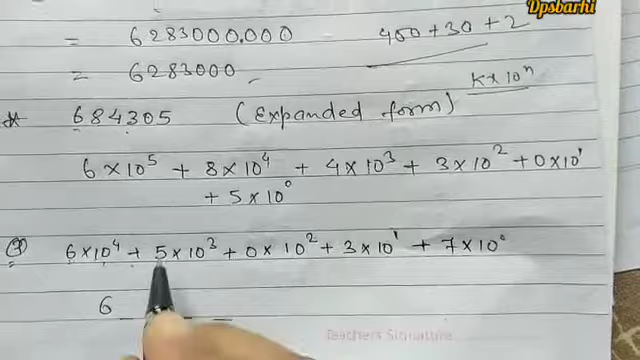 Dpsbarhi
= 6283000.000 400 + 30 + 2
= 6283000
K×10ⁿ
* 684305 (Expanded form)
6×10⁵ + 8×10⁴ + 4×10³ + 3×10² + 0×10¹
+ 5×10⁰
6×10⁴ + 5×10³ + 0×10² + 3×10¹ + 7×10⁰
6
Teachers Signature